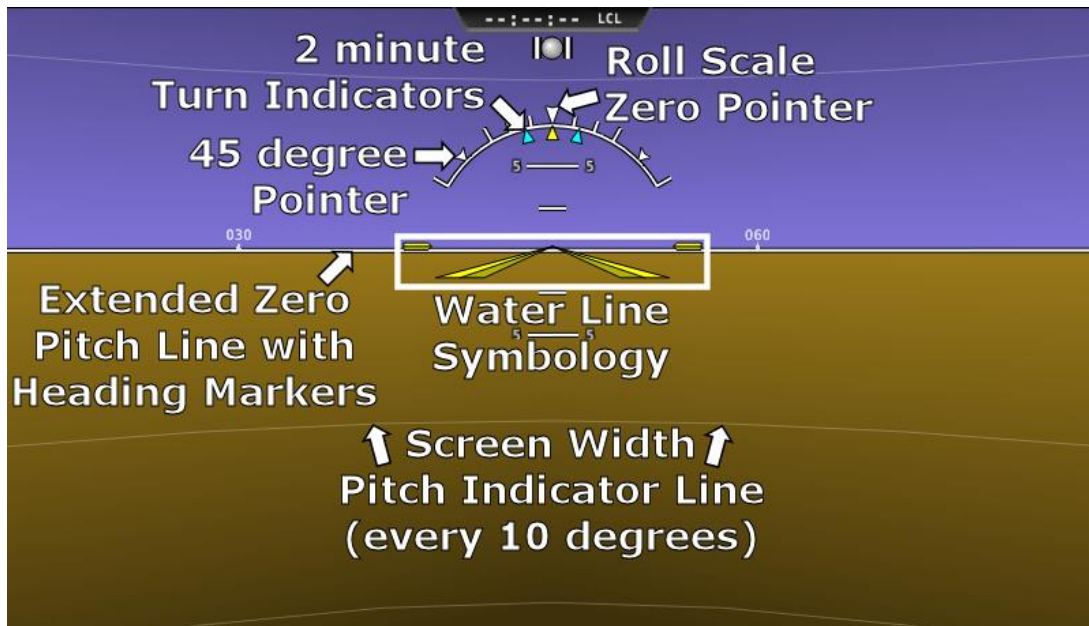 --:--:-- LCL
2 minute
Turn Indicators
Roll Scale
Zero Pointer
45 degree
Pointer
5 5
030 060
Extended Zero
Pitch Line with
Heading Markers
Water Line
5 5
Symbology
Screen Width
Pitch Indicator Line
(every 10 degrees)